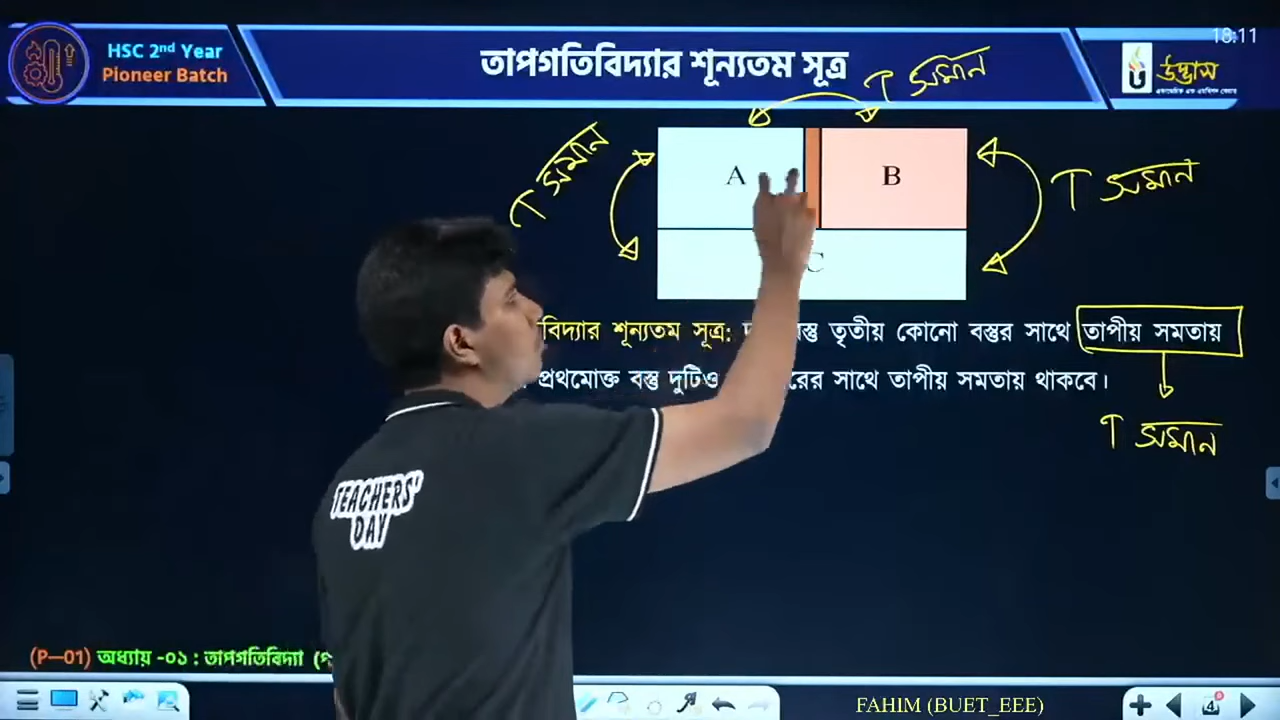 18:11
HSC 2nd Year
Pioneer Batch
তাপগতিবিদ্যার শূন্যতম সূত্র
উদ্ভাস
T সমান
T সমান
T সমান
A
B
C
বিদ্যার শূন্যতম সূত্র: তৃতীয় কোনো বস্তুর সাথে তাপীয় সমতায়
প্রথমোক্ত বস্তু দুটিও সাথে তাপীয় সমতায় থাকবে।
T সমান
TEACHERS'
DAY
(P—01) অধ্যায় -০১ : তাপগতিবিদ্যা
4
FAHIM (BUET_EEE)